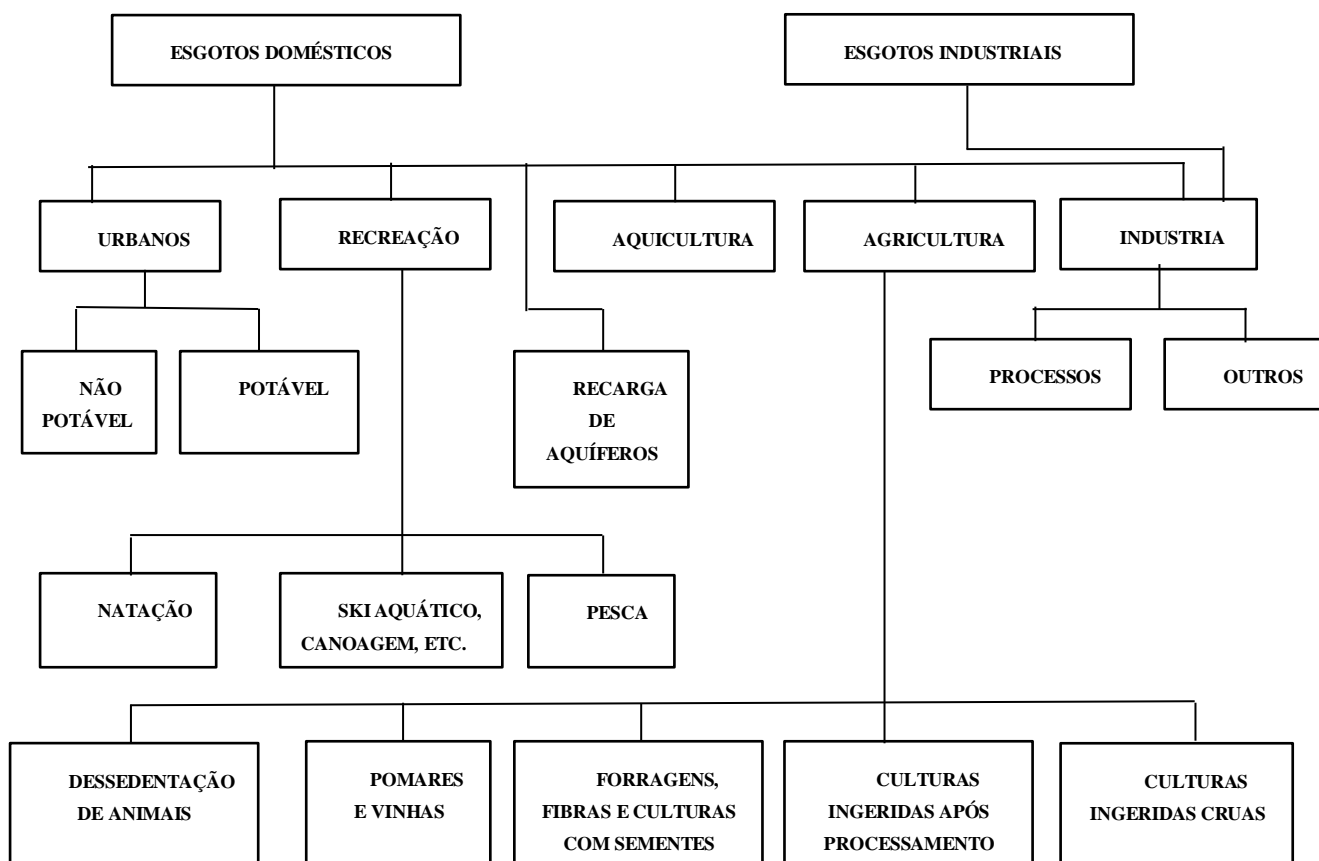 ESGOTOS DOMÉSTICOS
ESGOTOS INDUSTRIAIS
URBANOS
RECREAÇÃO
AQUICULTURA
AGRICULTURA
INDUSTRIA
NÃO
POTÁVEL
POTÁVEL
RECARGA
DE
AQUÍFEROS
PROCESSOS
OUTROS
NATAÇÃO
SKI AQUÁTICO,
CANOAGEM, ETC.
PESCA
DESSEDENTAÇÃO
DE ANIMAIS
POMARES
E VINHAS
FORRAGENS,
FIBRAS E CULTURAS
COM SEMENTES
CULTURAS
INGERIDAS APÓS
PROCESSAMENTO
CULTURAS
INGERIDAS CRUAS